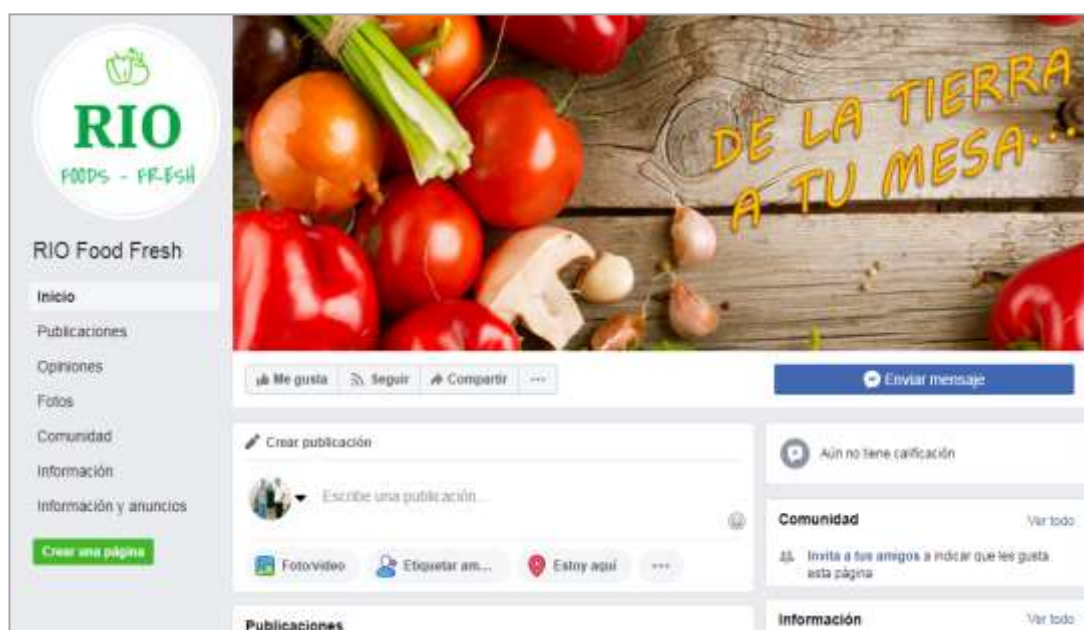 RIO
FOODS - FRESH
RIO Food Fresh
Inicio
Publicaciones
Opiniones
Fotos
Comunidad
Información
Información y anuncios
Crear una página
DE LA TIERRA
A TU MESA...
Me gusta
Seguir
Compartir
Enviar mensaje
Crear publicación
Escribe una publicación...
Foto/video
Etiquetar am...
Estoy aquí
Publicaciones
Aún no tiene calificación
Comunidad
Ver todo
Invita a tus amigos a indicar que les gusta
esta página
Información
Ver todo